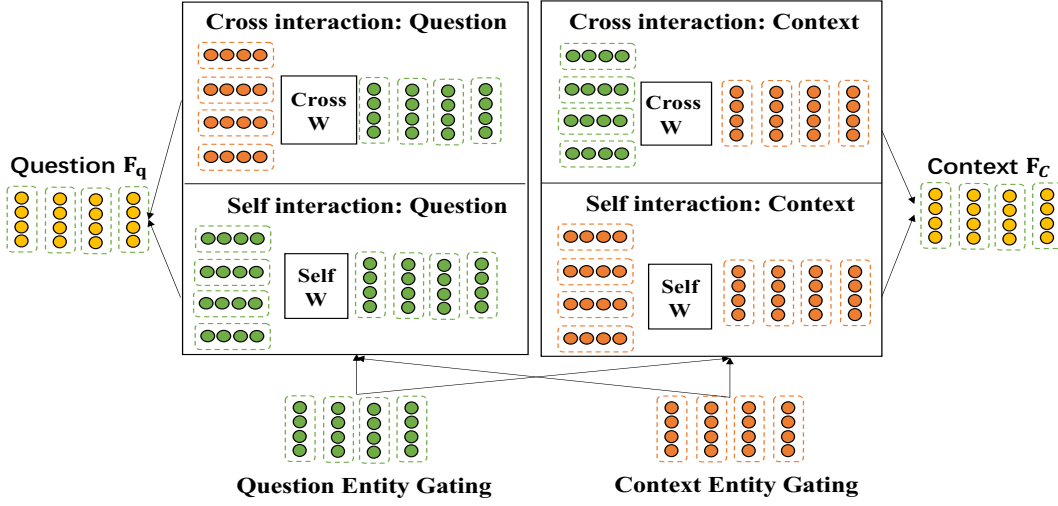 Cross interaction: Question
Cross interaction: Context
Cross
W
Cross
W
Question F_q
Context F_C
Self interaction: Question
Self interaction: Context
Self
W
Self
W
Question Entity Gating
Context Entity Gating